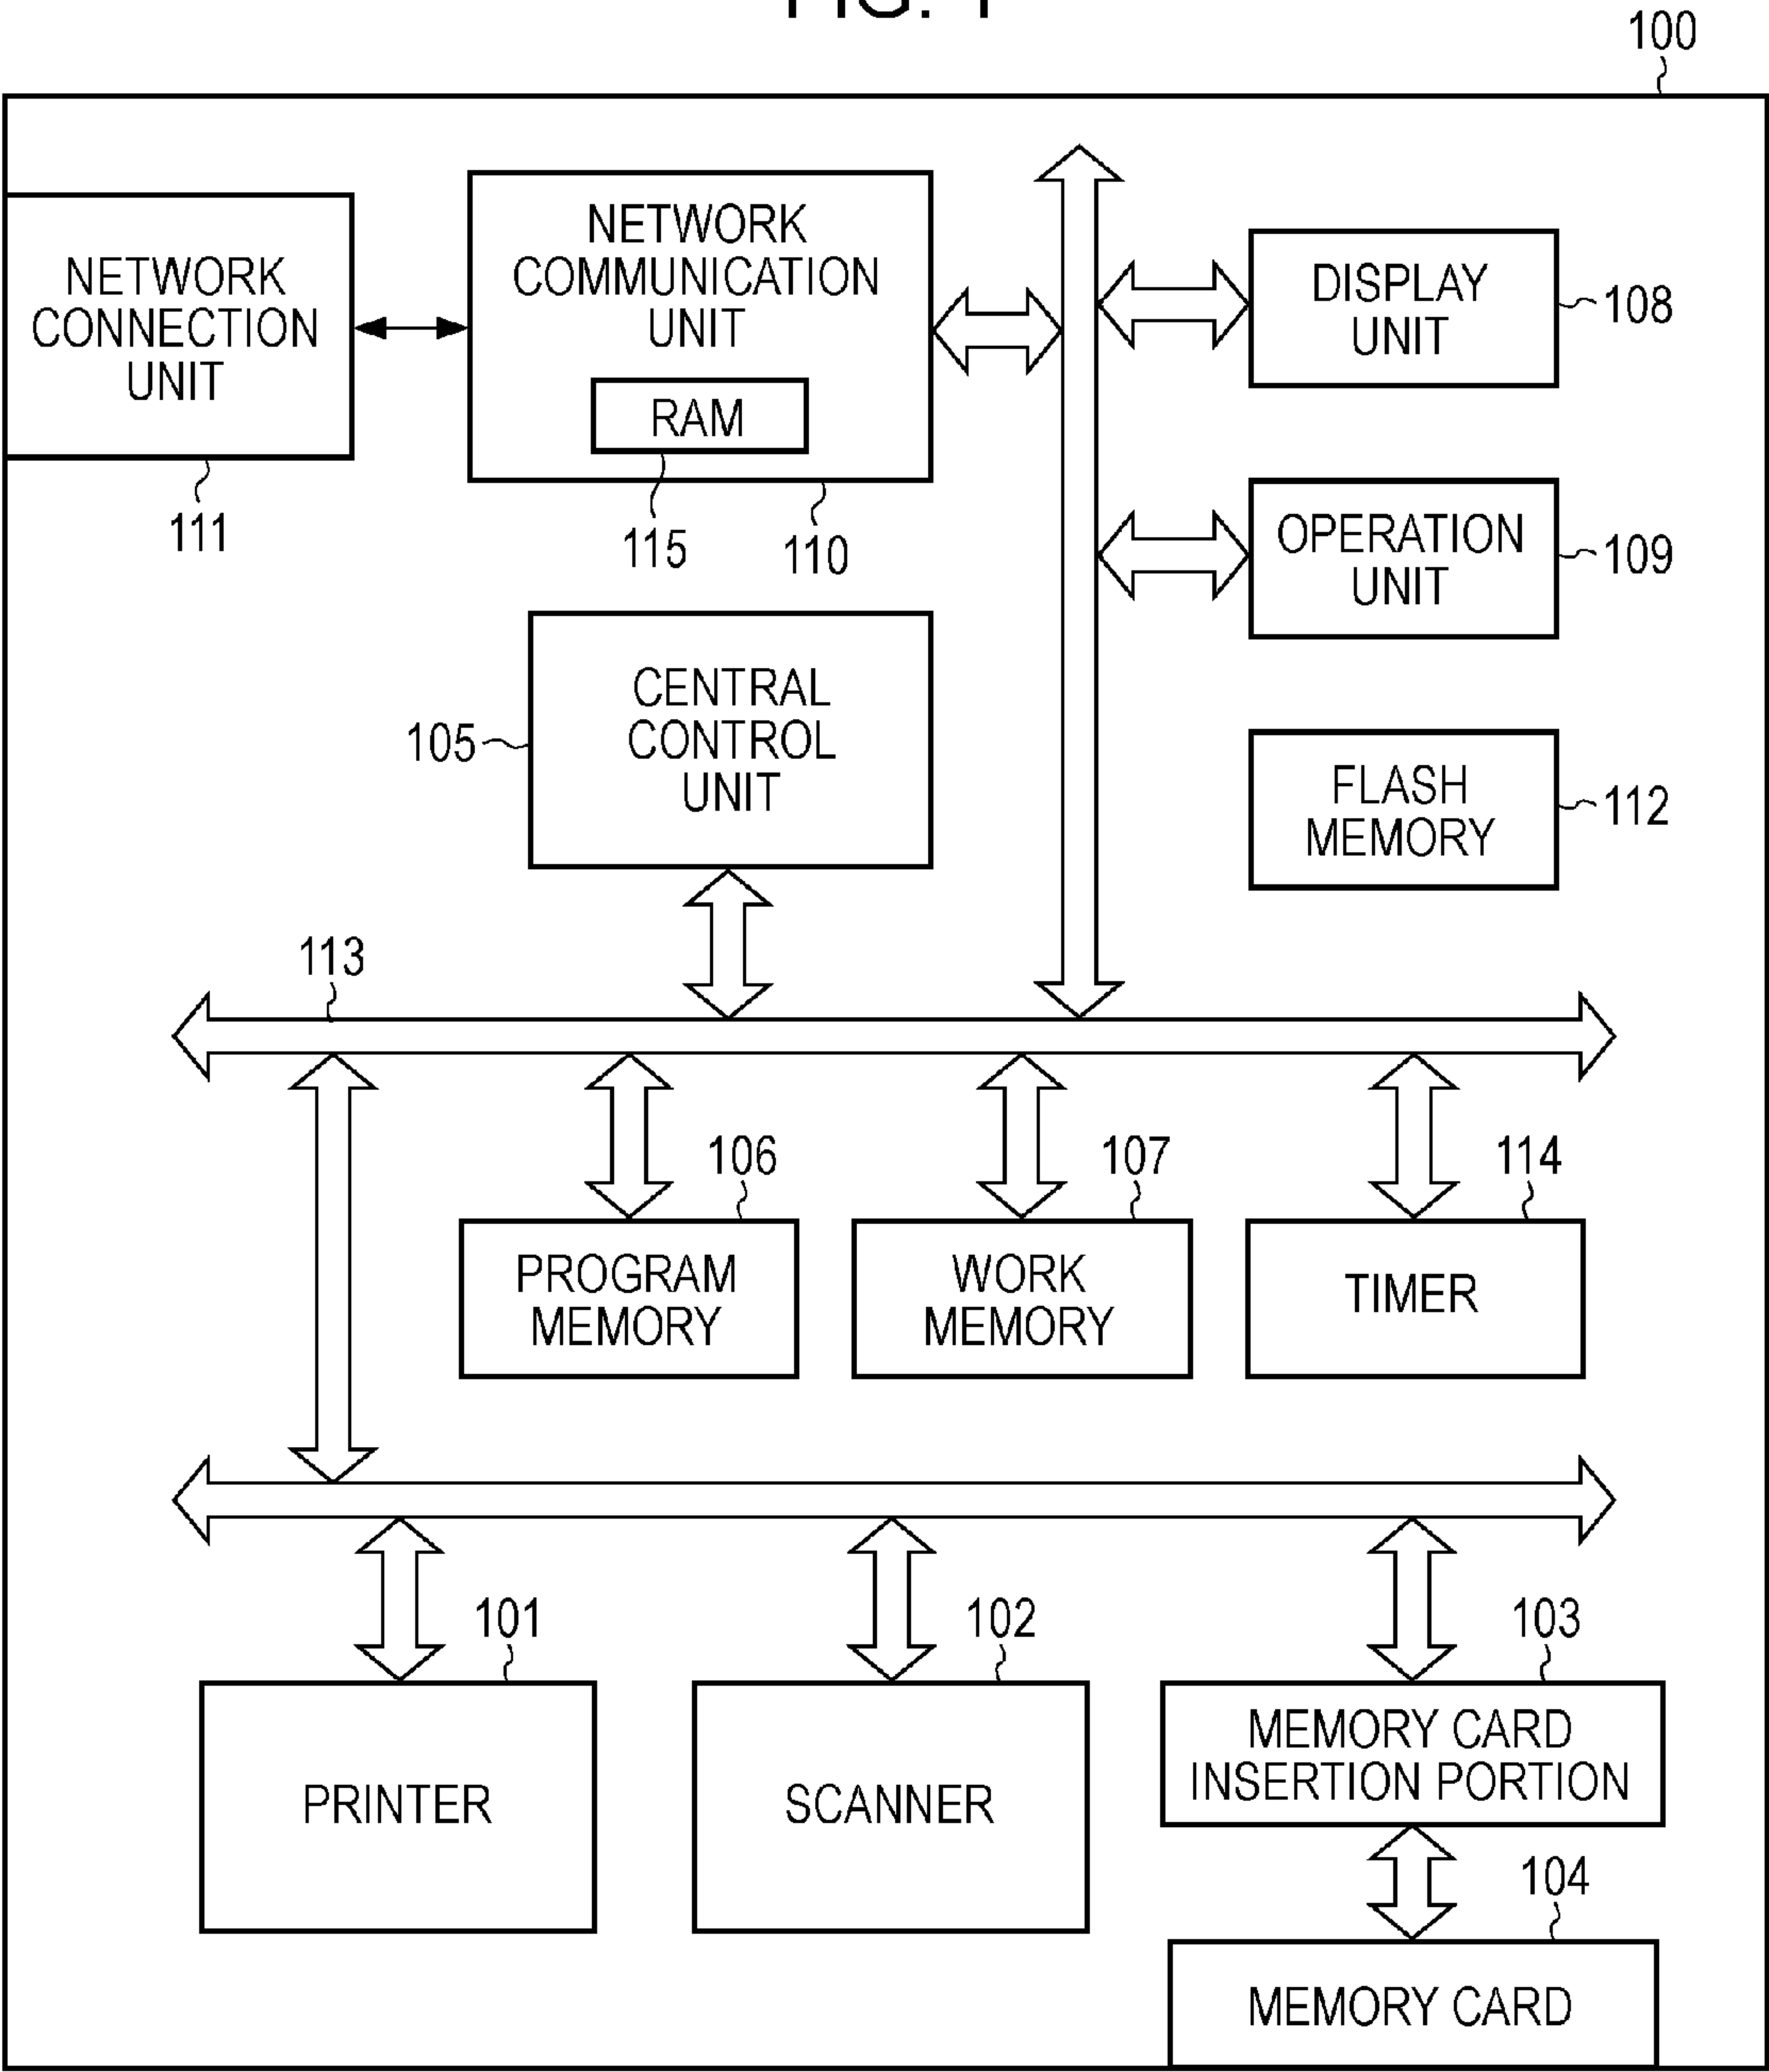 FIG. 1
100
NETWORK
CONNECTION
UNIT
111
NETWORK
COMMUNICATION
UNIT
RAM
115
110
DISPLAY
UNIT
108
OPERATION
UNIT
109
CENTRAL
CONTROL
UNIT
105
FLASH
MEMORY
112
113
106
107
114
PROGRAM
MEMORY
WORK
MEMORY
TIMER
101
102
103
PRINTER
SCANNER
MEMORY CARD
INSERTION PORTION
104
MEMORY CARD